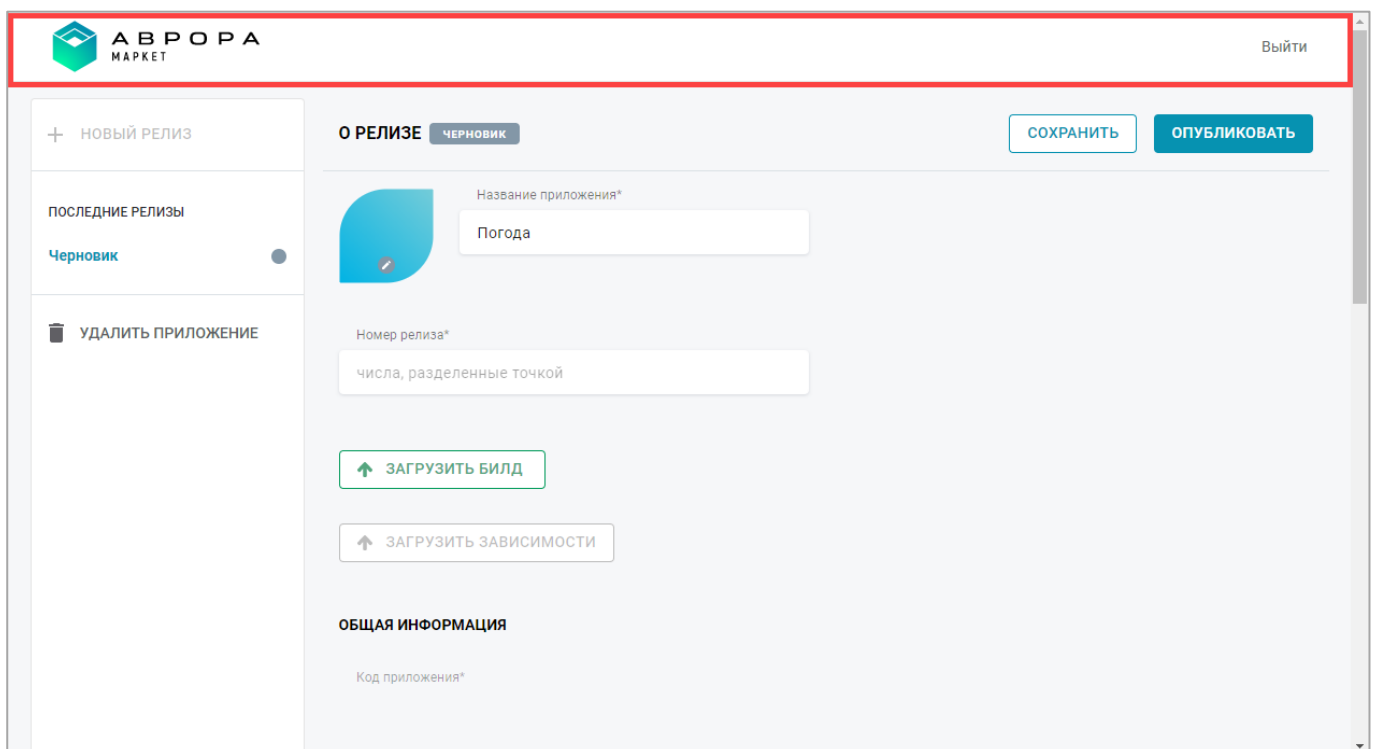 АВРОРА
МАРКЕТ
Выйти
НОВЫЙ РЕЛИЗ
О РЕЛИЗЕ ЧЕРНОВИК
СОХРАНИТЬ
ОПУБЛИКОВАТЬ
ПОСЛЕДНИЕ РЕЛИЗЫ
Черновик
УДАЛИТЬ ПРИЛОЖЕНИЕ
Название приложения*
Погода
Номер релиза*
числа, разделенные точкой
ЗАГРУЗИТЬ БИЛД
ЗАГРУЗИТЬ ЗАВИСИМОСТИ
ОБЩАЯ ИНФОРМАЦИЯ
Код приложения*